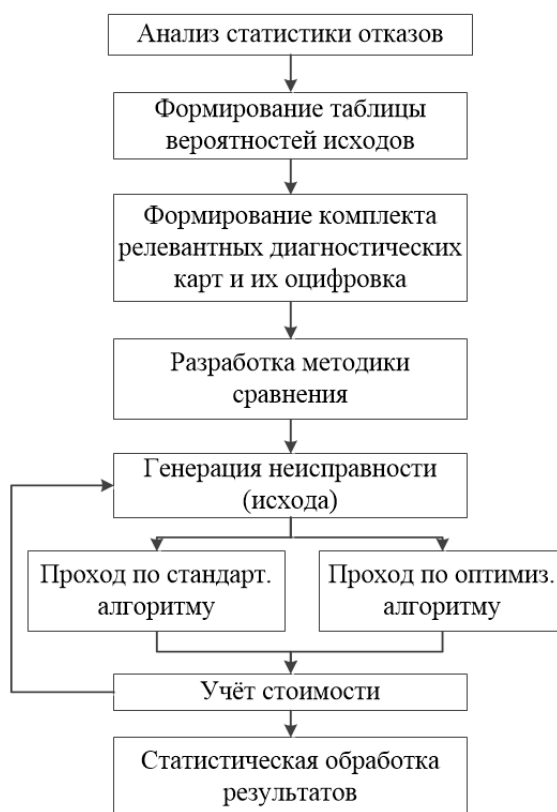 Анализ статистики отказов
Формирование таблицы
вероятностей исходов
Формирование комплекта
релевантных диагностических
карт и их оцифровка
Разработка методики
сравнения
Генерация неисправности
(исхода)
Проход по стандарт.
алгоритму
Проход по оптимиз.
алгоритму
Учёт стоимости
Статистическая обработка
результатов